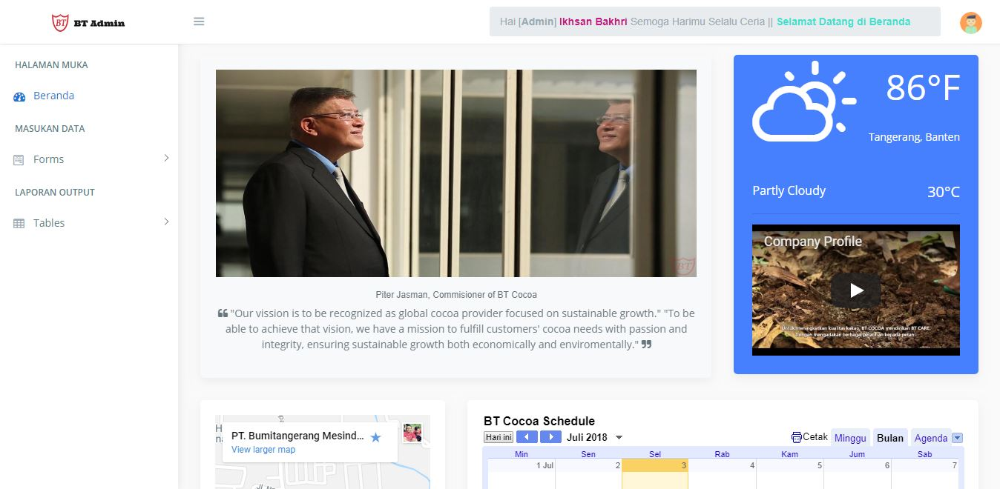 BT BT Admin
Hai [Admin] Ikhsan Bakhri Semoga Harimu Selalu Ceria || Selamat Datang di Beranda
HALAMAN MUKA
Beranda
MASUKAN DATA
Forms
LAPORAN OUTPUT
Tables
BT
Piter Jasman, Commisioner of BT Cocoa
"Our vission is to be recognized as global cocoa provider focused on sustainable growth." "To be
able to achieve that vision, we have a mission to fulfill customers' cocoa needs with passion and
integrity, ensuring sustainable growth both economically and enviromentally."
86°F
Tangerang, Banten
Partly Cloudy 30°C
Company Profile
Untuk meningkatkan kualitas kakao, BT COCOA mendirikan BT CARE.
Dengan mengadakan berbagai pelatihan kepada petani.
PT. Bumitangerang Mesind...
View larger map
BT Cocoa Schedule
Hari ini Juli 2018 Cetak Minggu Bulan Agenda
Min Sen Sel Rab Kam Jum Sab
1 Jul 2 3 4 5 6 7